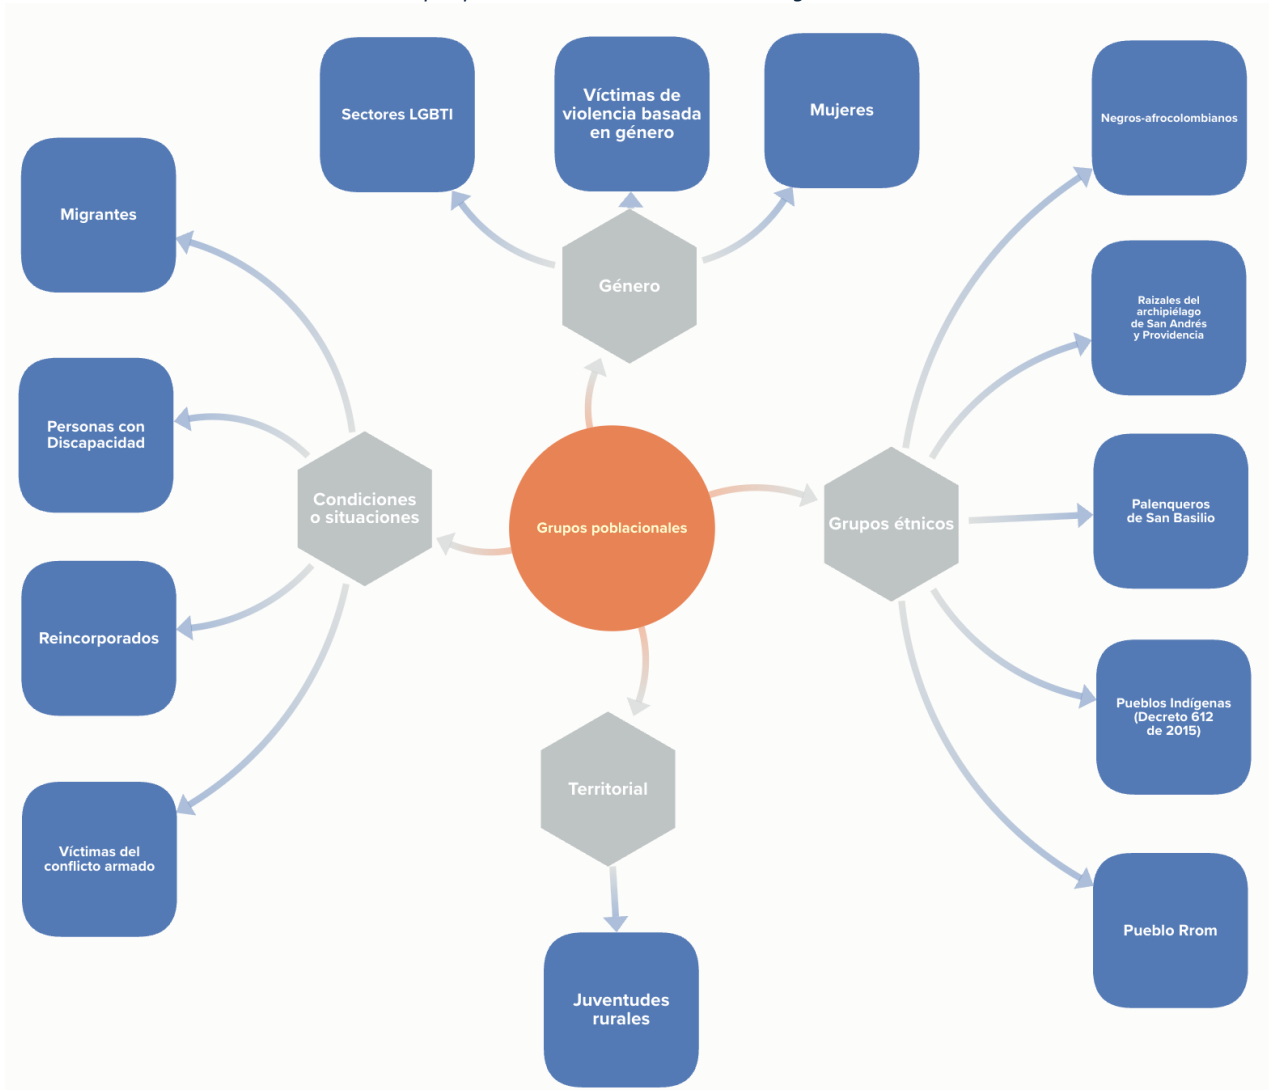 Sectores LGBTI
Víctimas de
violencia basada
en género
Mujeres
Negros-afrocolombianos
Migrantes
Género
Raizales del
archipiélago
de San Andrés
y Providencia
Personas con
Discapacidad
Condiciones
o situaciones
Grupos poblacionales
Grupos étnicos
Palenqueros
de San Basilio
Reincorporados
Pueblos Indígenas
(Decreto 612
de 2015)
Territorial
Víctimas del
conflicto armado
Pueblo Rrom
Juventudes
rurales